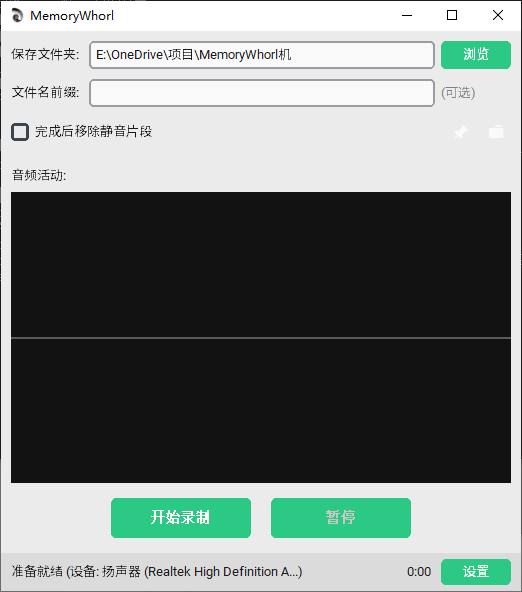 MemoryWhorl
保存文件夹: E:\OneDrive\项目\MemoryWhorl机 浏览
文件名前缀: (可选)
完成后移除静音片段
音频活动:
开始录制 暂停
准备就绪 (设备: 扬声器 (Realtek High Definition A...) 0:00 设置